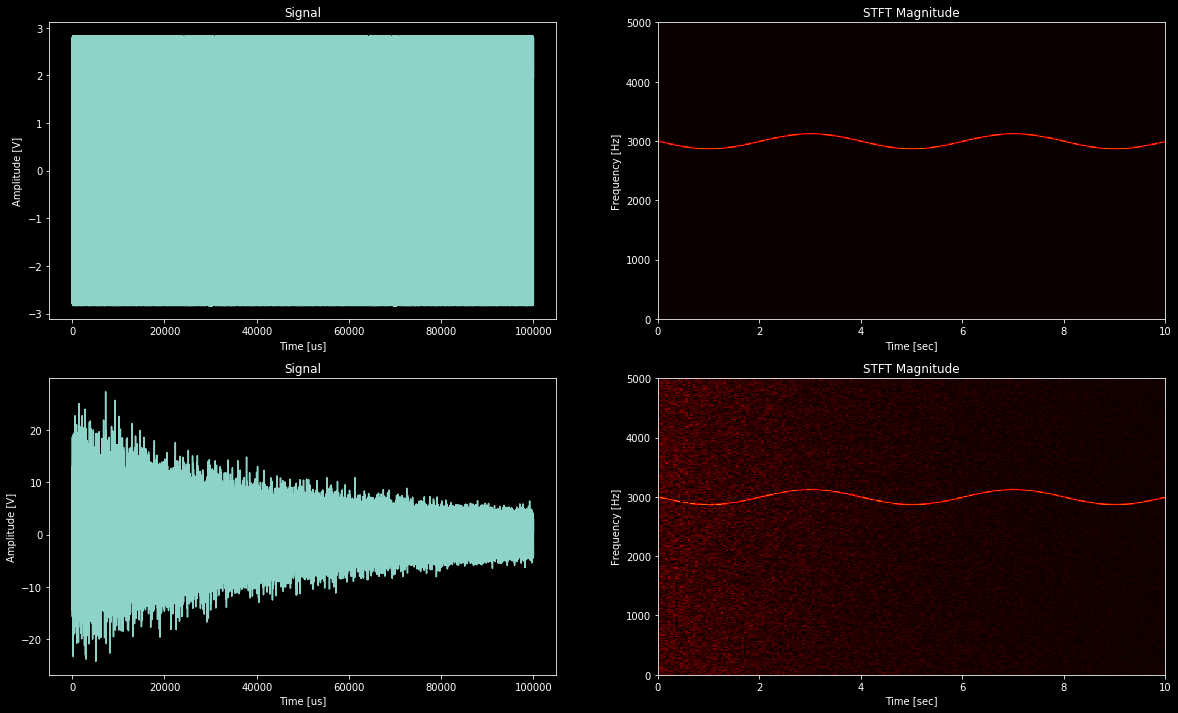 Signal
3
2
1
0
−1
−2
−3
Amplitude [V]
0 20000 40000 60000 80000 100000
Time [us]
STFT Magnitude
5000
4000
3000
2000
1000
0
Frequency [Hz]
0 2 4 6 8 10
Time [sec]
Signal
20
10
0
−10
−20
Amplitude [V]
0 20000 40000 60000 80000 100000
Time [us]
STFT Magnitude
5000
4000
3000
2000
1000
0
Frequency [Hz]
0 2 4 6 8 10
Time [sec]